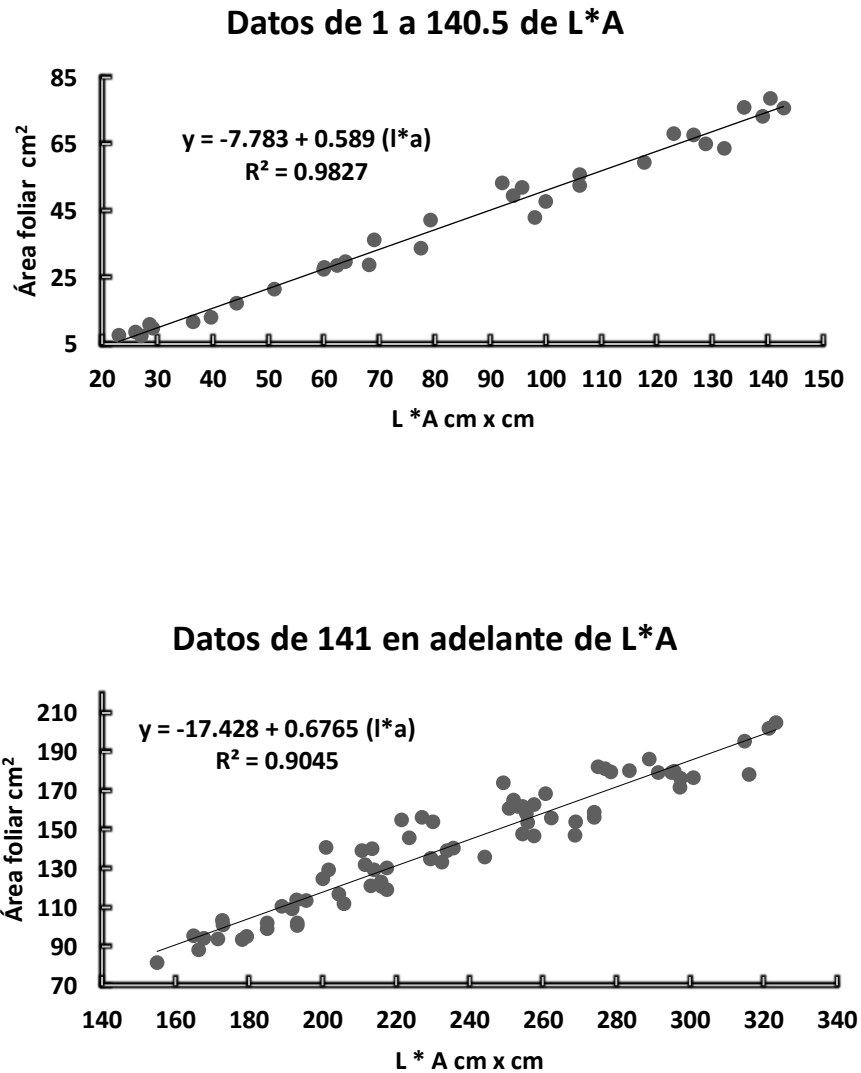 Datos de 1 a 140.5 de L*A
85
65
45
25
5
Área foliar cm²
y = -7.783 + 0.589 (l*a)
R² = 0.9827
20 30 40 50 60 70 80 90 100 110 120 130 140 150
L *A cm x cm
Datos de 141 en adelante de L*A
210
190
170
150
130
110
90
70
Área foliar cm²
y = -17.428 + 0.6765 (l*a)
R² = 0.9045
140 160 180 200 220 240 260 280 300 320 340
L * A cm x cm